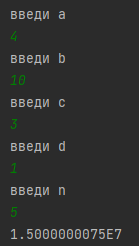 введи a
4
введи b
10
введи c
3
введи d
1
введи n
5
1.5000000075E7